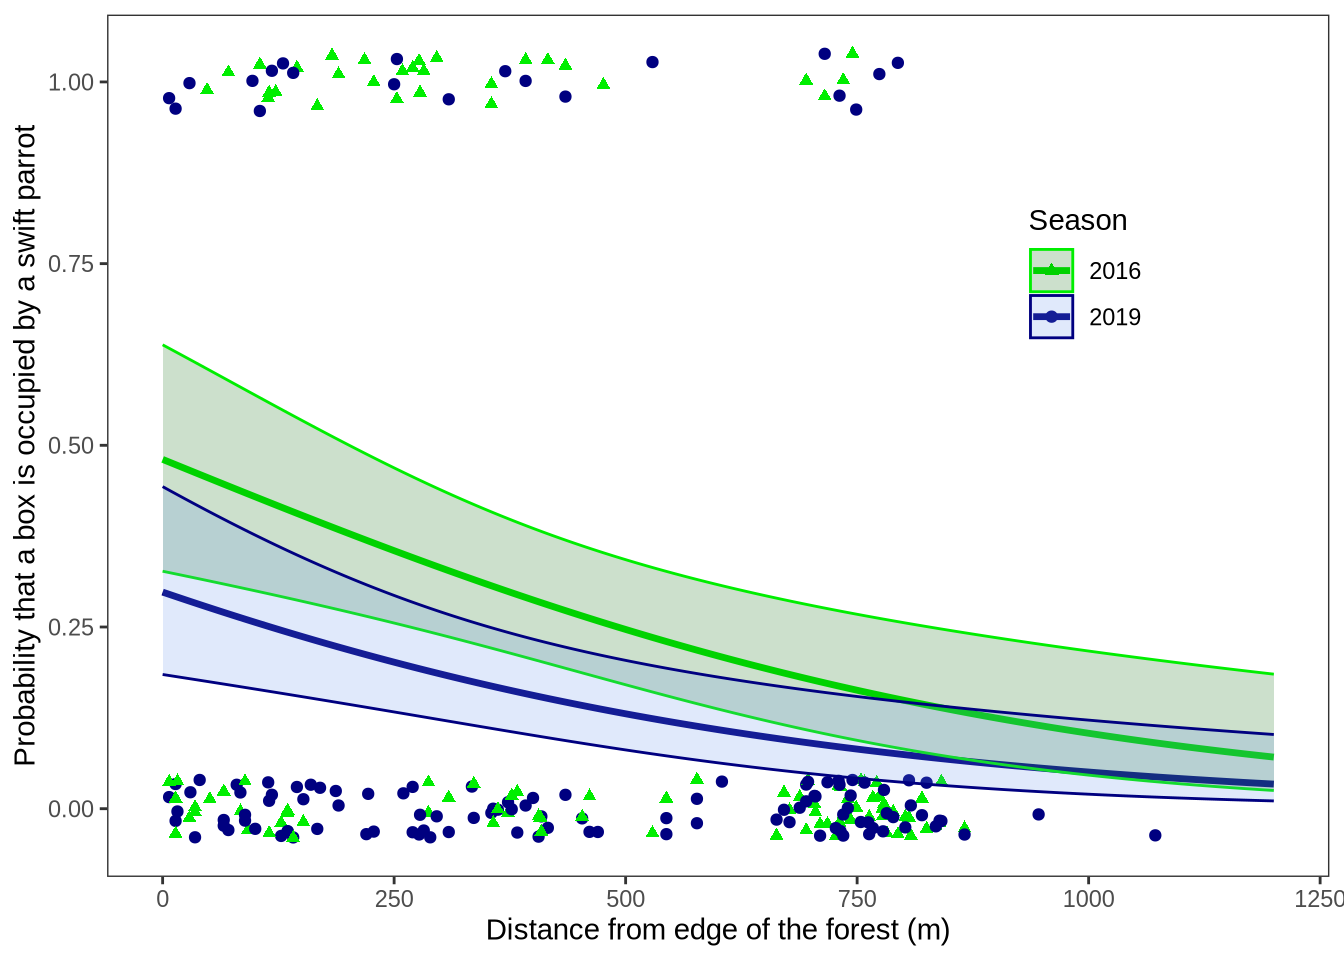 Probability that a box is occupied by a swift parrot
1.00
0.75
0.50
0.25
0.00
Season
2016
2019
0 250 500 750 1000 1250
Distance from edge of the forest (m)